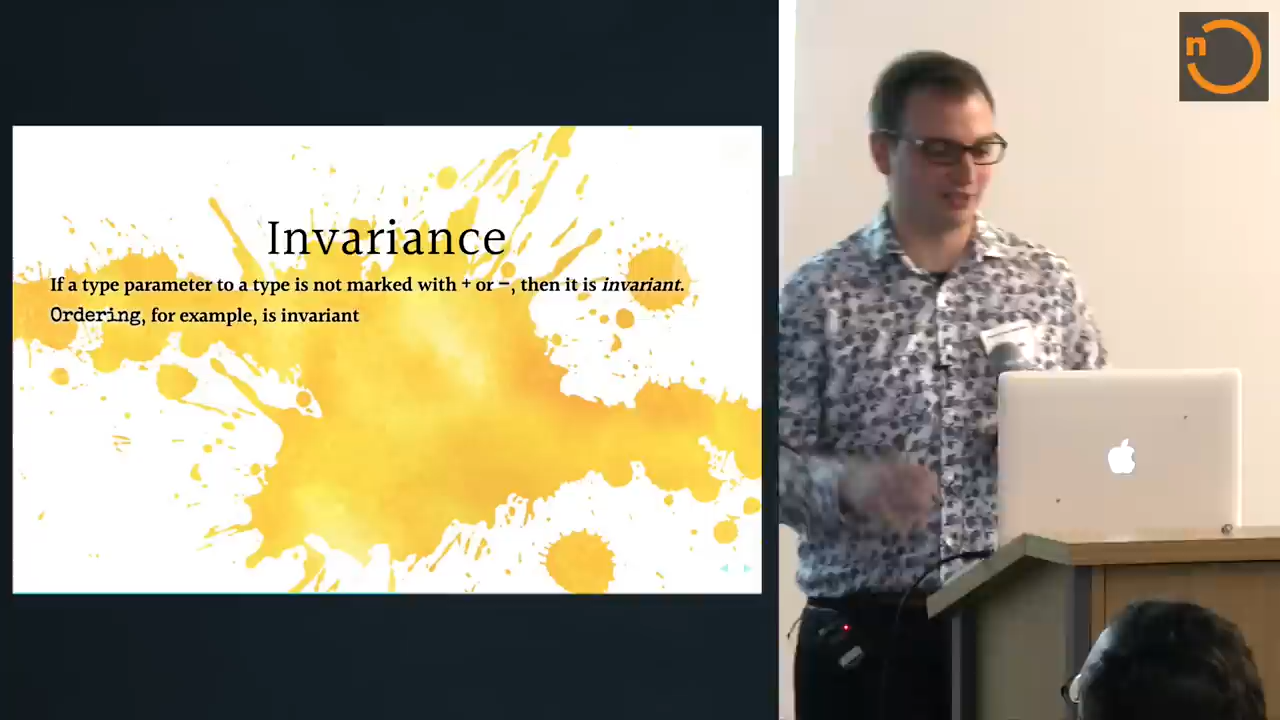 Invariance
If a type parameter to a type is not marked with + or −, then it is invariant.
Ordering, for example, is invariant
n